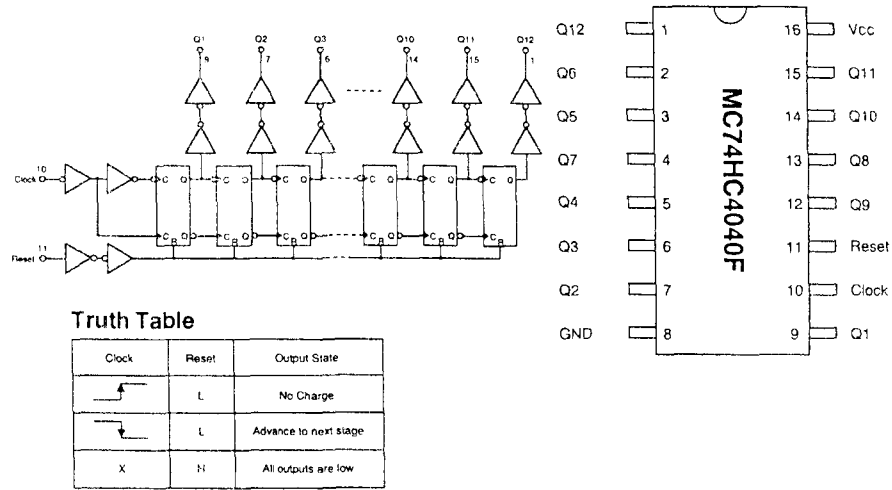 Q1 Q2 Q3 Q10 Q11 Q12
9 7 6 14 15 1
Clock 10
C Q C Q C Q C Q C Q C Q
C Q C Q C Q C Q C Q C
R R R R R R
Reset 11
Truth Table
Clock Reset Output State
L No Charge
L Advance to next stage
X H All outputs are low
MC74HC4040F
Q12 1 16 Vcc
Q6 2 15 Q11
Q5 3 14 Q10
Q7 4 13 Q8
Q4 5 12 Q9
Q3 6 11 Reset
Q2 7 10 Clock
GND 8 9 Q1